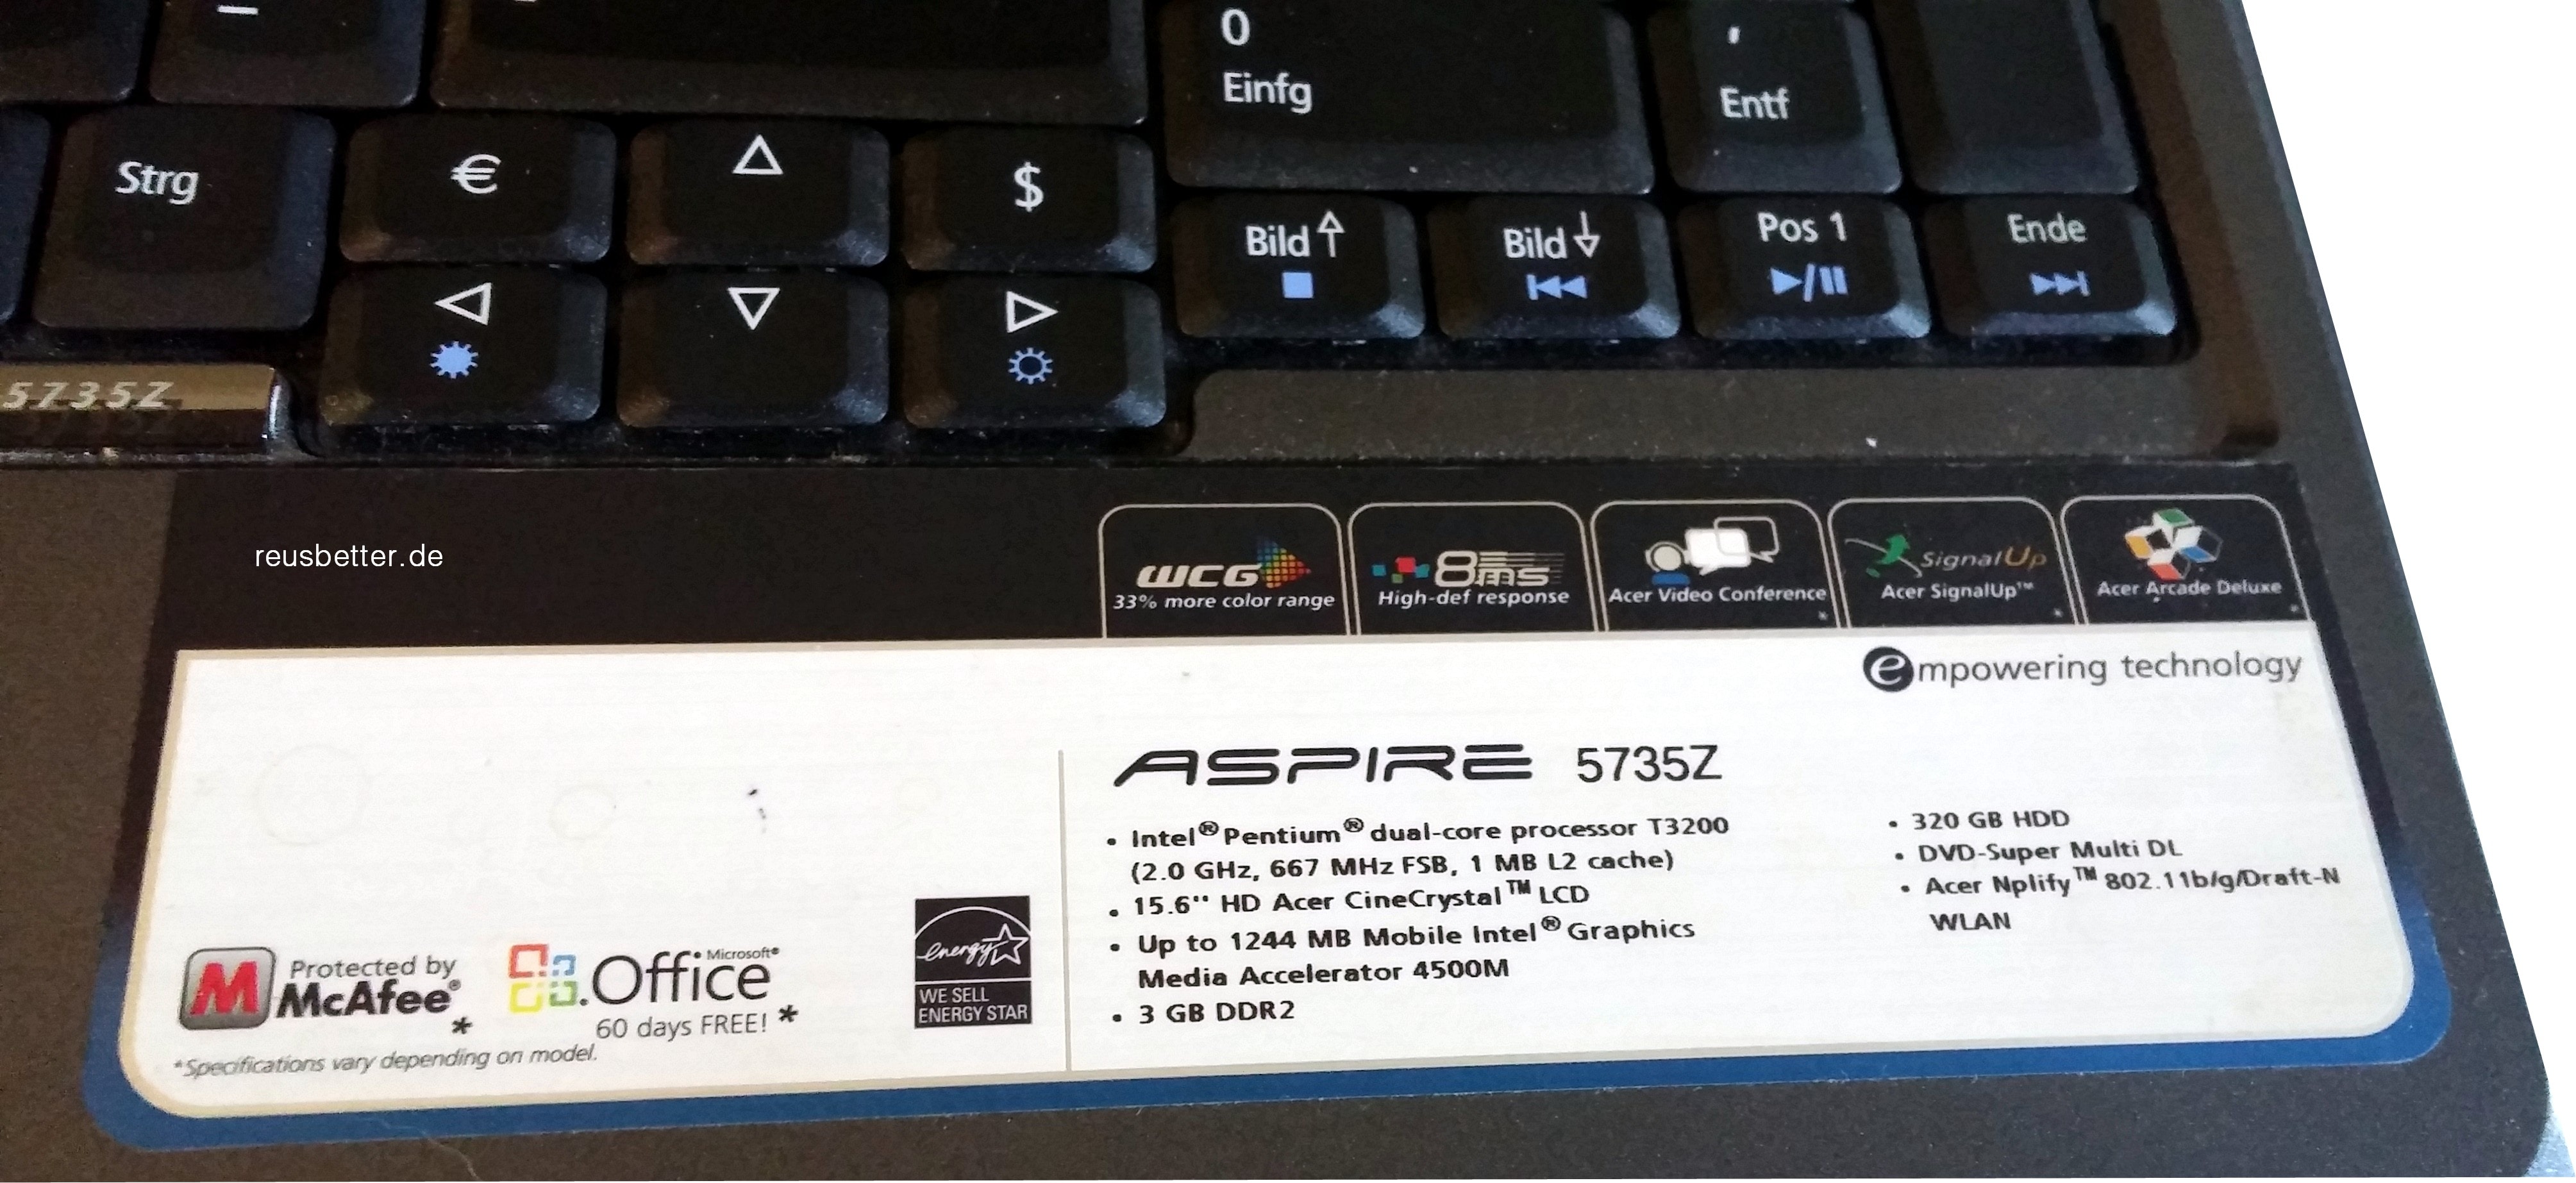 0
Einfg
,
Entf
Strg
€
$
Bild
Bild
Pos 1
Ende
5735Z
reusbetter.de
WCG
33% more color range
8ms
High-def response
Acer Video Conference
*
SignalUp
Acer SignalUp™
*
Acer Arcade Deluxe
*
empowering technology
ASPIRE 5735Z
• Intel® Pentium® dual-core processor T3200
(2.0 GHz, 667 MHz FSB, 1 MB L2 cache)
• 15.6" HD Acer CineCrystal™ LCD
• Up to 1244 MB Mobile Intel® Graphics
Media Accelerator 4500M
• 3 GB DDR2
• 320 GB HDD
• DVD-Super Multi DL
• Acer Nplify™ 802.11b/g/Draft-N
WLAN
M
Protected by
McAfee®
*
Microsoft®
Office
60 days FREE! *
energy
WE SELL
ENERGY STAR
*Specifications vary depending on model.